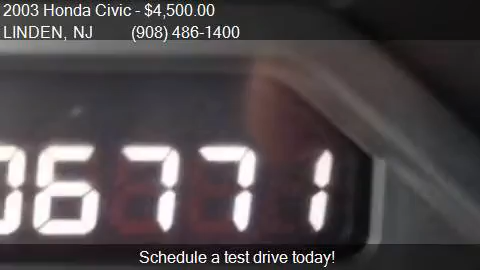 2003 Honda Civic - $4,500.00
LINDEN, NJ (908) 486-1400
06771
Schedule a test drive today!